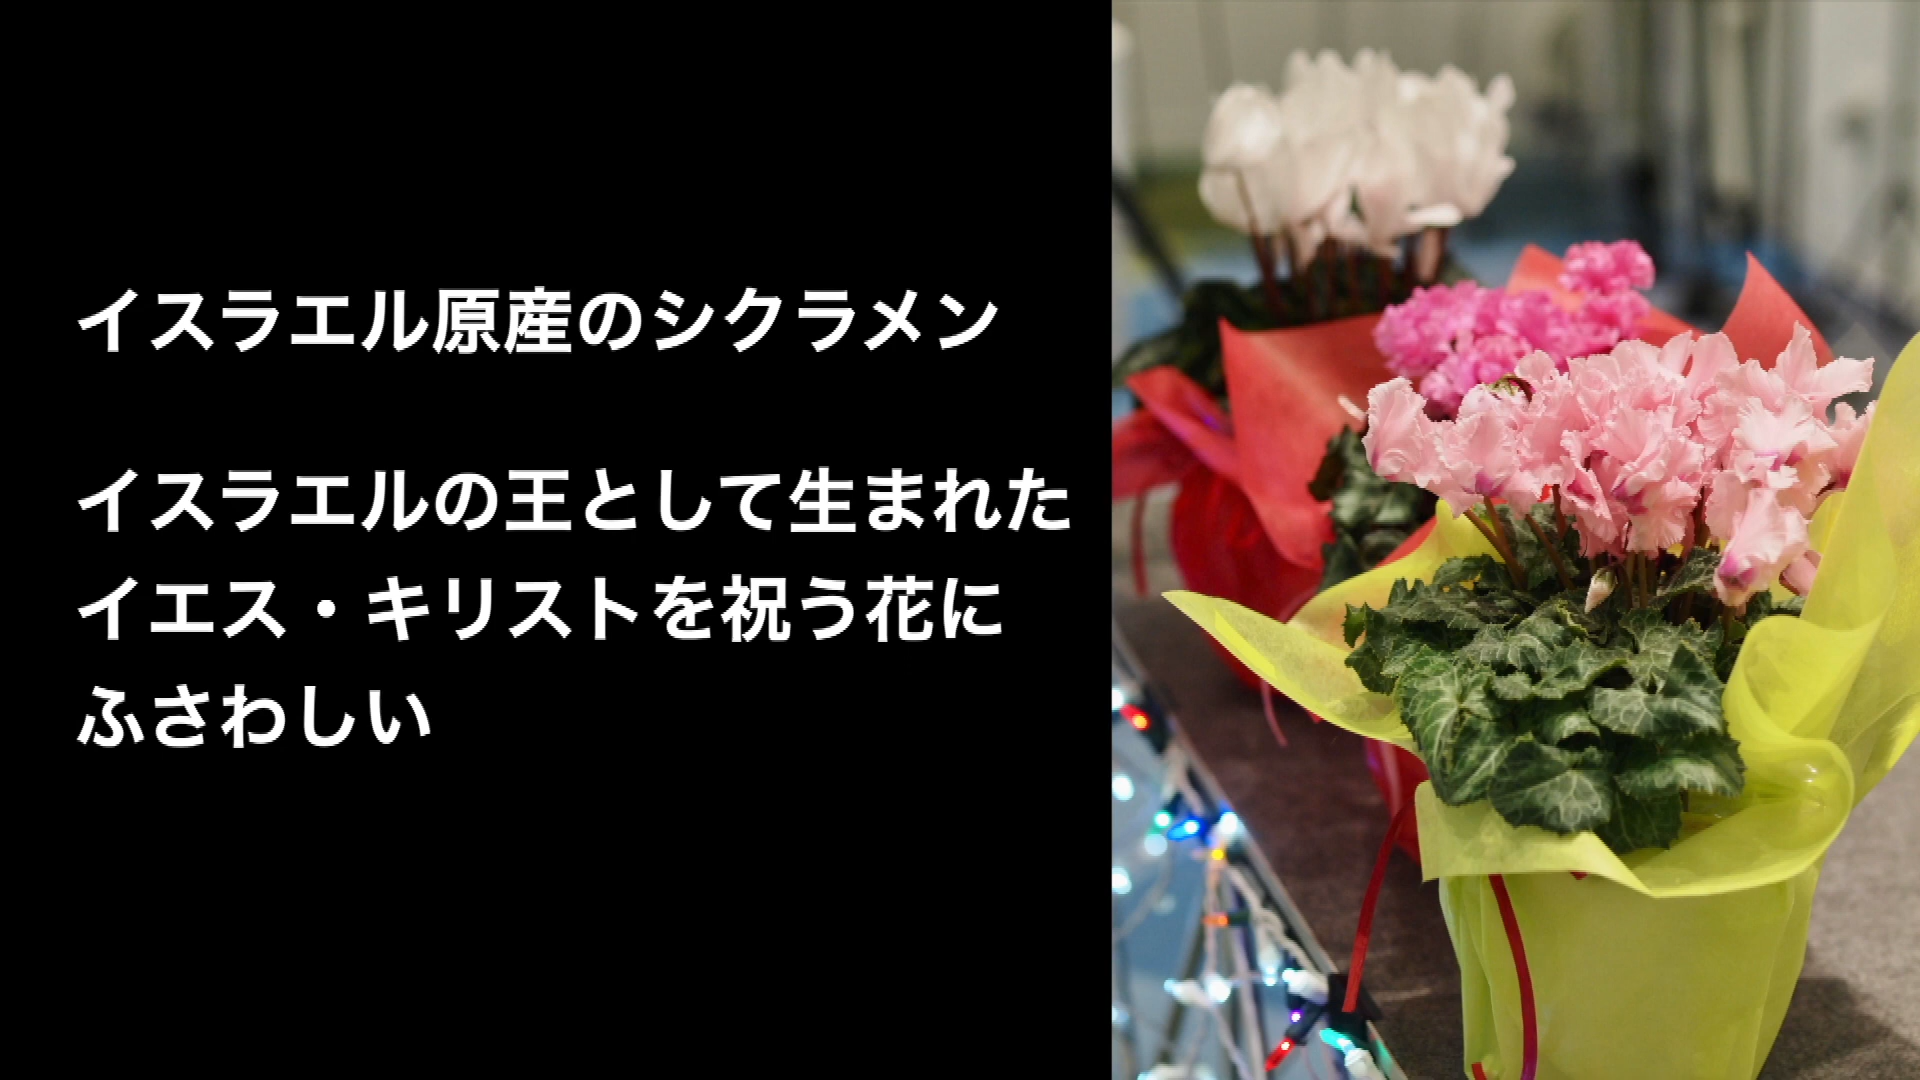 イスラエル原産のシクラメン
イスラエルの王として生まれた
イエス・キリストを祝う花に
ふさわしい